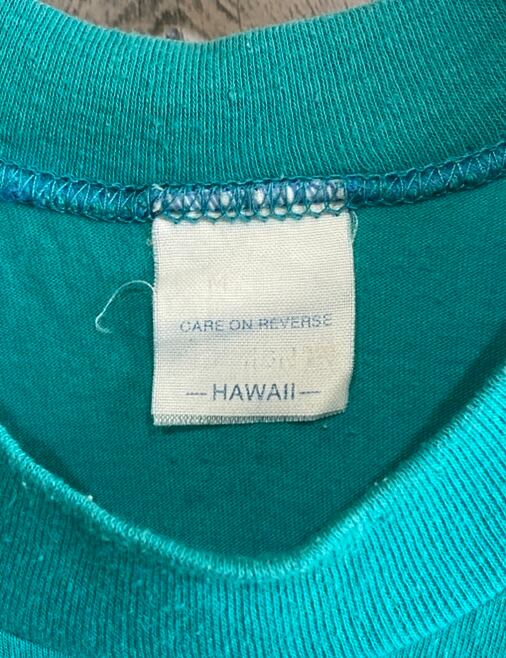 CARE ON REVERSE
— HAWAII —